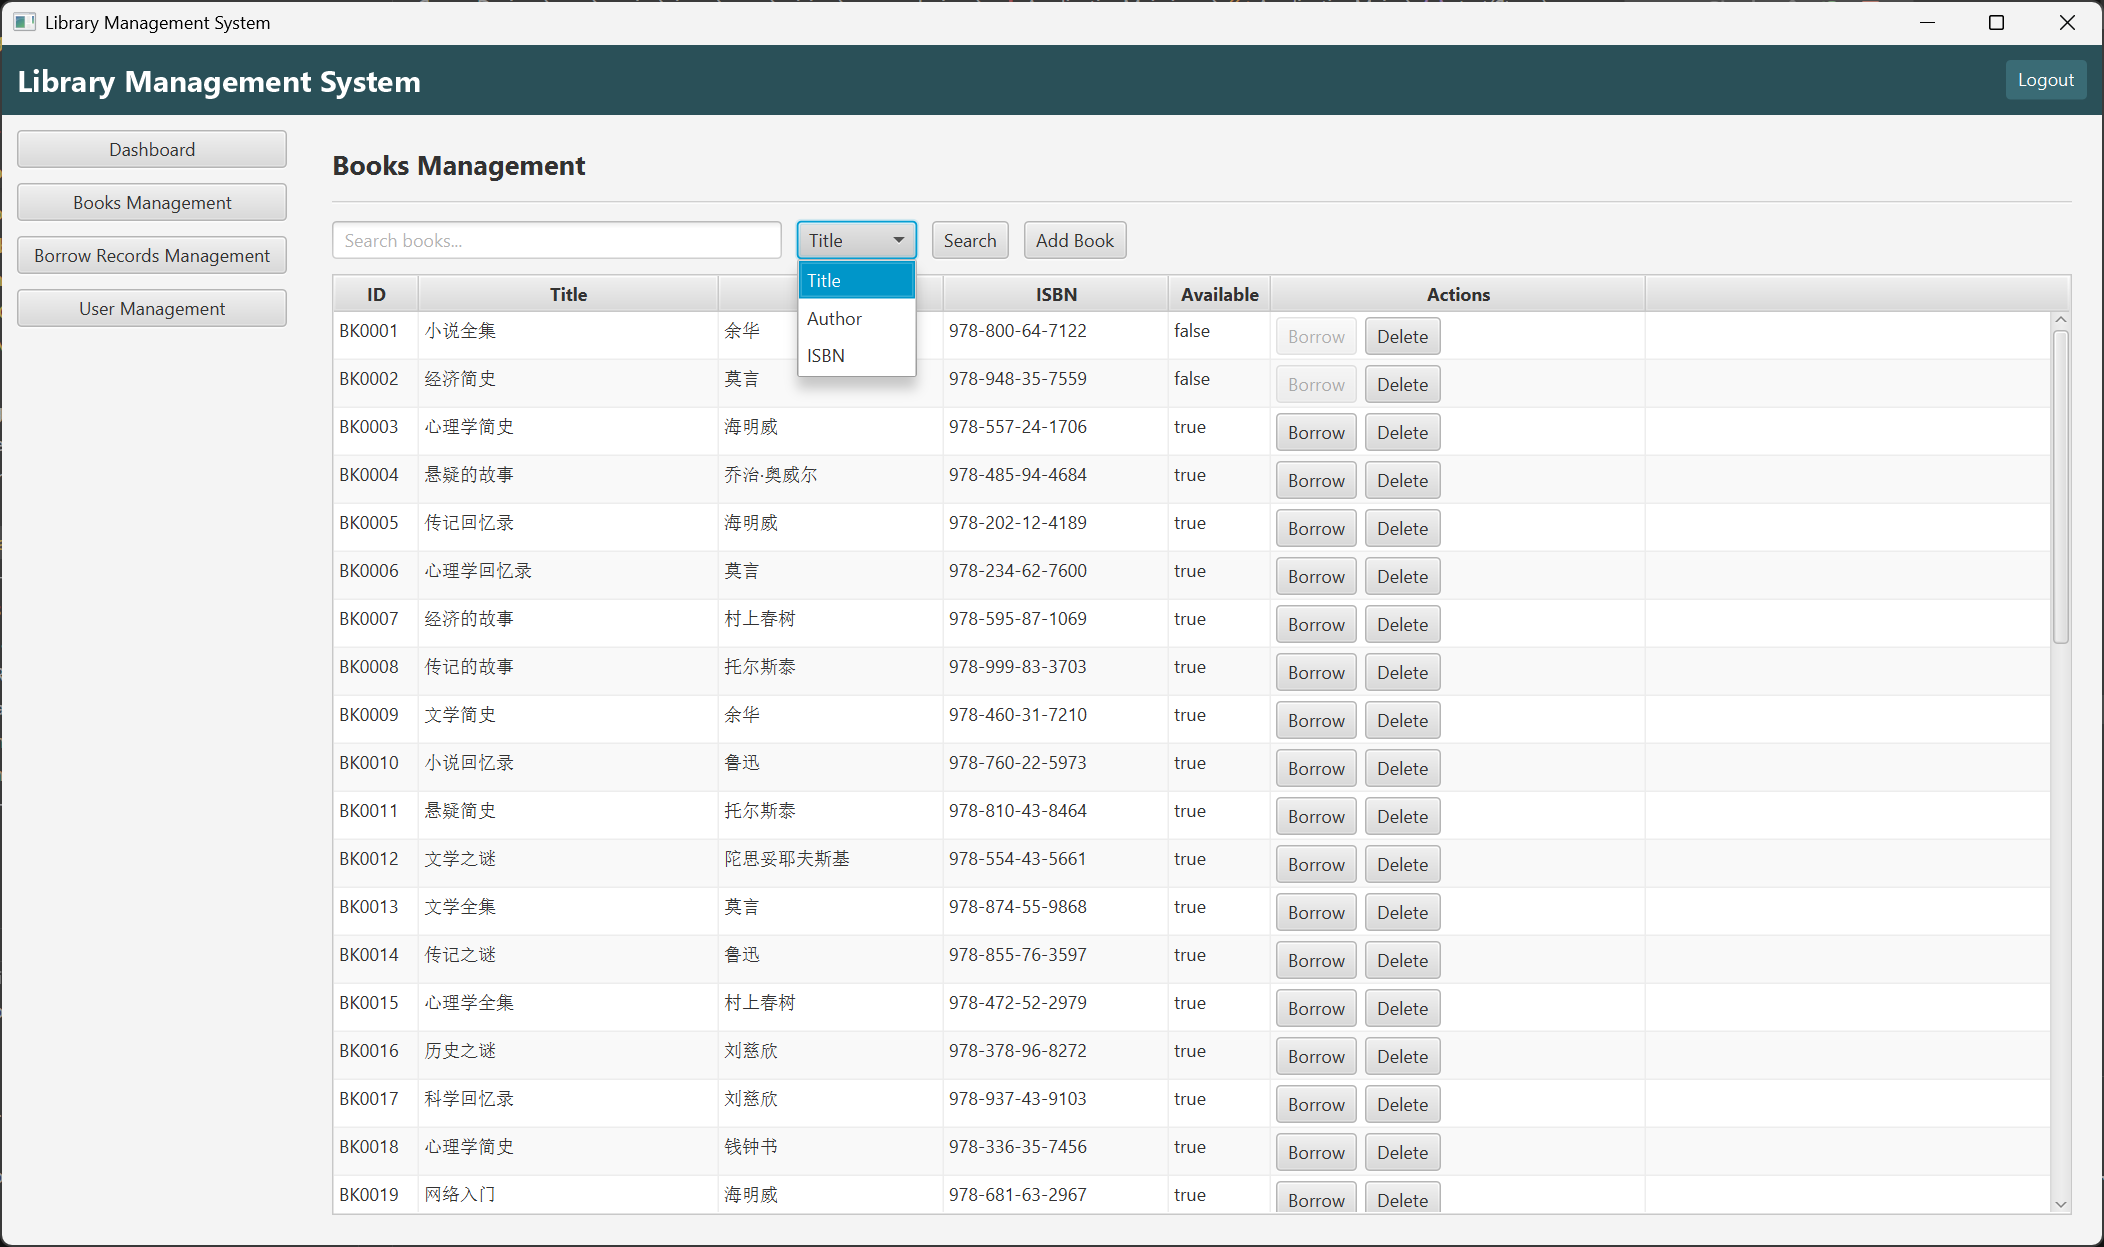 Library Management System
Library Management System
Logout
Dashboard
Books Management
Borrow Records Management
User Management
Books Management
Search books...
Title
Search
Add Book
Title
Author
ISBN
ID Title ISBN Available Actions
BK0001 小说全集 余华 978-800-64-7122 false Borrow Delete
BK0002 经济简史 莫言 978-948-35-7559 false Borrow Delete
BK0003 心理学简史 海明威 978-557-24-1706 true Borrow Delete
BK0004 悬疑的故事 乔治·奥威尔 978-485-94-4684 true Borrow Delete
BK0005 传记回忆录 海明威 978-202-12-4189 true Borrow Delete
BK0006 心理学回忆录 莫言 978-234-62-7600 true Borrow Delete
BK0007 经济的故事 村上春树 978-595-87-1069 true Borrow Delete
BK0008 传记的故事 托尔斯泰 978-999-83-3703 true Borrow Delete
BK0009 文学简史 余华 978-460-31-7210 true Borrow Delete
BK0010 小说回忆录 鲁迅 978-760-22-5973 true Borrow Delete
BK0011 悬疑简史 托尔斯泰 978-810-43-8464 true Borrow Delete
BK0012 文学之谜 陀思妥耶夫斯基 978-554-43-5661 true Borrow Delete
BK0013 文学全集 莫言 978-874-55-9868 true Borrow Delete
BK0014 传记之谜 鲁迅 978-855-76-3597 true Borrow Delete
BK0015 心理学全集 村上春树 978-472-52-2979 true Borrow Delete
BK0016 历史之谜 刘慈欣 978-378-96-8272 true Borrow Delete
BK0017 科学回忆录 刘慈欣 978-937-43-9103 true Borrow Delete
BK0018 心理学简史 钱钟书 978-336-35-7456 true Borrow Delete
BK0019 网络入门 海明威 978-681-63-2967 true Borrow Delete